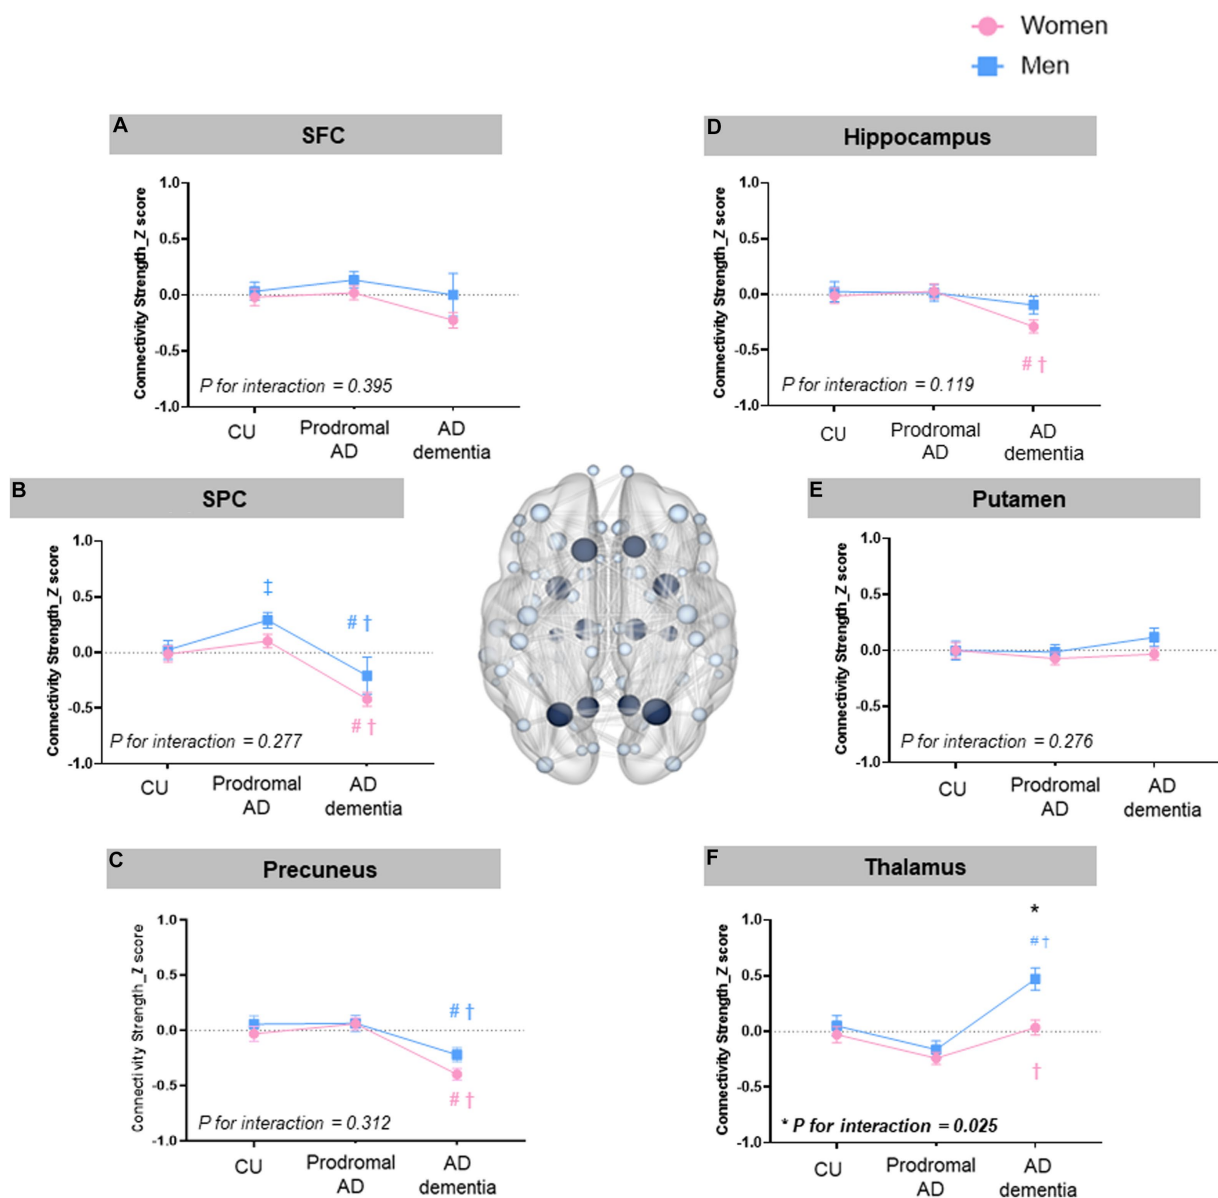 Women
Men
A SFC
Connectivity Strength_Z score
1.0
0.5
0.0
-0.5
-1.0
P for interaction = 0.395
CU
Prodromal
AD
AD
dementia
D Hippocampus
Connectivity Strength_Z score
1.0
0.5
0.0
-0.5
-1.0
# †
P for interaction = 0.119
CU
Prodromal
AD
AD
dementia
B SPC
Connectivity Strength_Z score
1.0
0.5
0.0
-0.5
-1.0
‡
# †
# †
P for interaction = 0.277
CU
Prodromal
AD
AD
dementia
E Putamen
Connectivity Strength_Z score
1.0
0.5
0.0
-0.5
-1.0
P for interaction = 0.276
CU
Prodromal
AD
AD
dementia
C Precuneus
Connectivity Strength_Z score
1.0
0.5
0.0
-0.5
-1.0
# †
# †
P for interaction = 0.312
CU
Prodromal
AD
AD
dementia
F Thalamus
Connectivity Strength_Z score
1.0
0.5
0.0
-0.5
-1.0
*
# †
†
* P for interaction = 0.025
CU
Prodromal
AD
AD
dementia